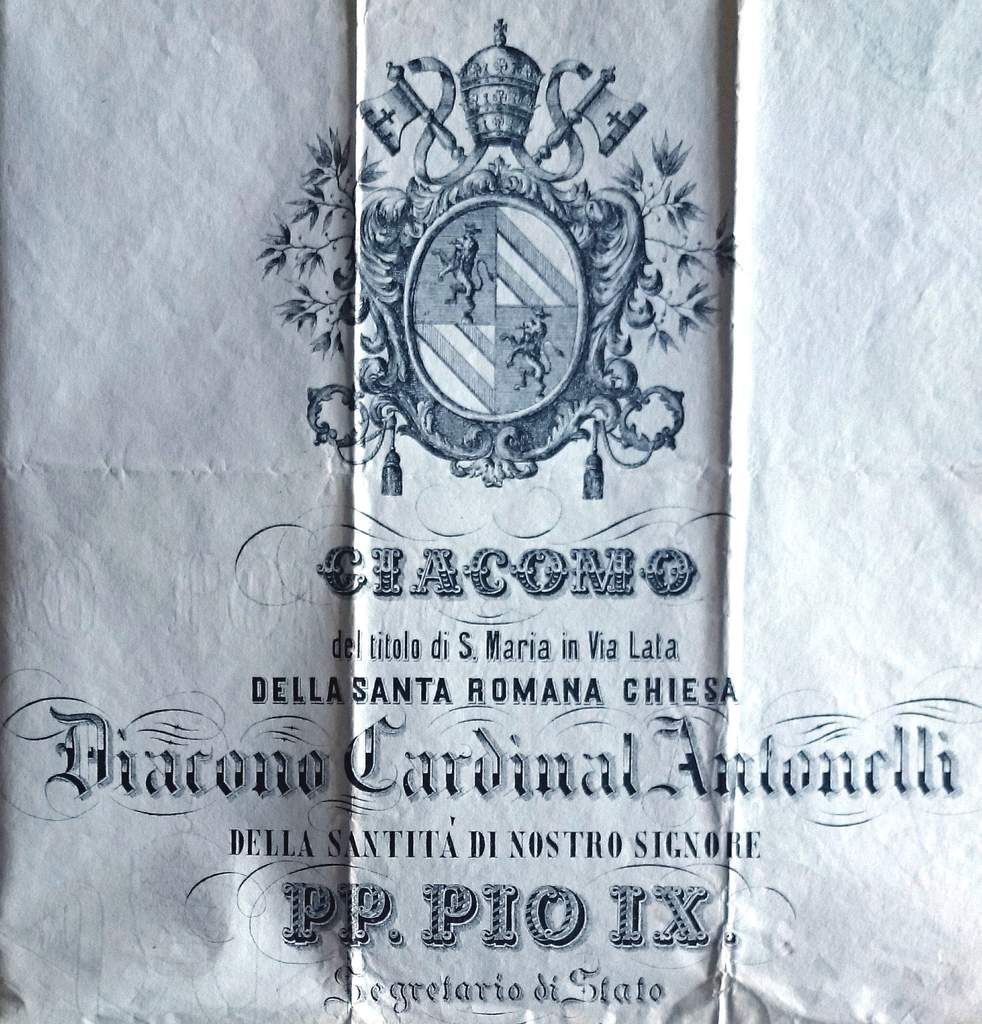 GIACOMO
del titolo di S. Maria in Via Lata
DELLA SANTA ROMANA CHIESA
Diacono Cardinal Antonelli
DELLA SANTITÁ DI NOSTRO SIGNORE
PP. PIO IX.
Segretario di Stato